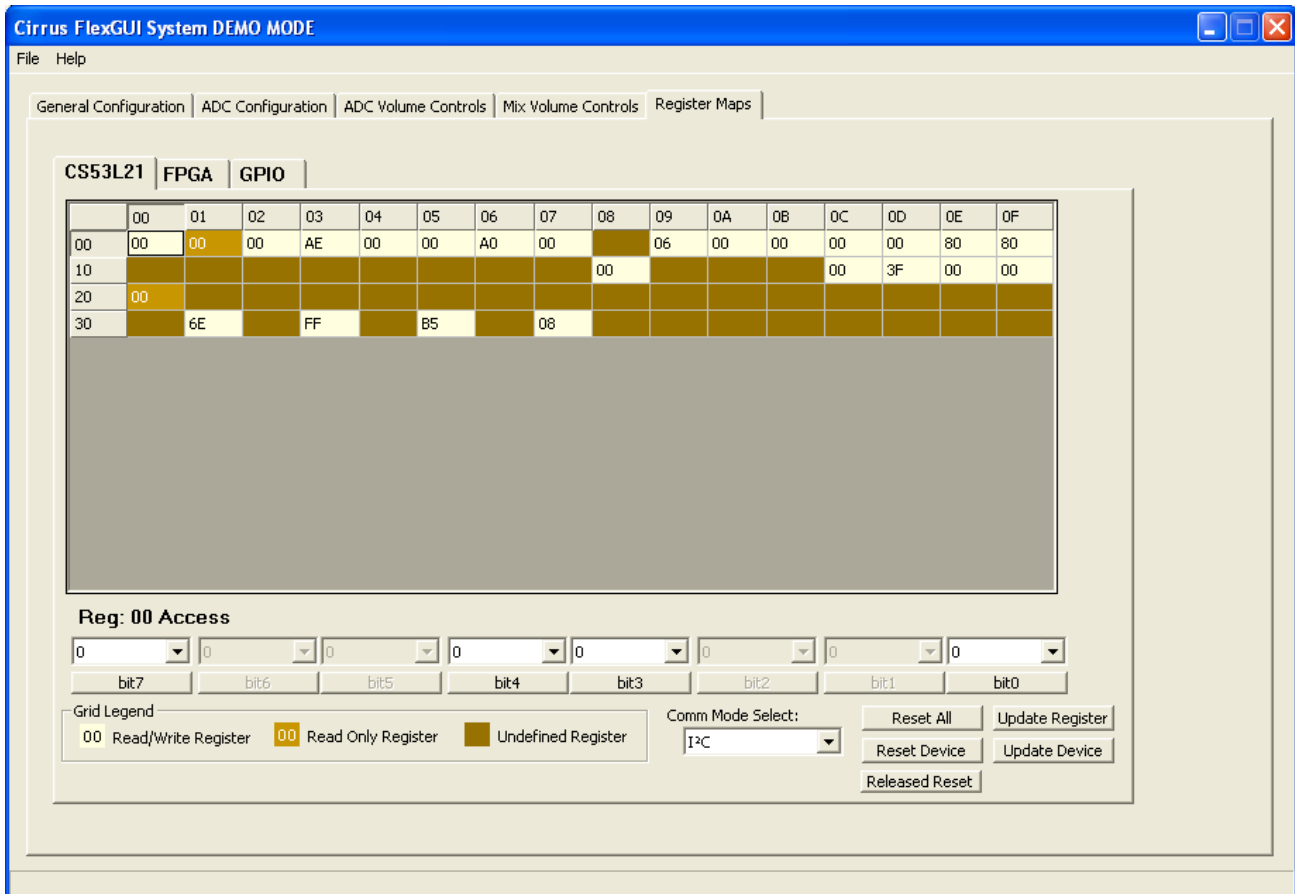 Cirrus FlexGUI System DEMO MODE
File Help
General Configuration ADC Configuration ADC Volume Controls Mix Volume Controls Register Maps
CS53L21 FPGA GPIO
00 01 02 03 04 05 06 07 08 09 0A 0B 0C 0D 0E 0F
00 00 00 00 AE 00 00 A0 00 06 00 00 00 00 80 80
10 00 00 3F 00 00
20 00
30 6E FF B5 08
Reg: 00 Access
0 0 0 0 0 0 0 0
bit7 bit6 bit5 bit4 bit3 bit2 bit1 bit0
Grid Legend
00 Read/Write Register 00 Read Only Register Undefined Register
Comm Mode Select:
I²C
Reset All Update Register
Reset Device Update Device
Released Reset